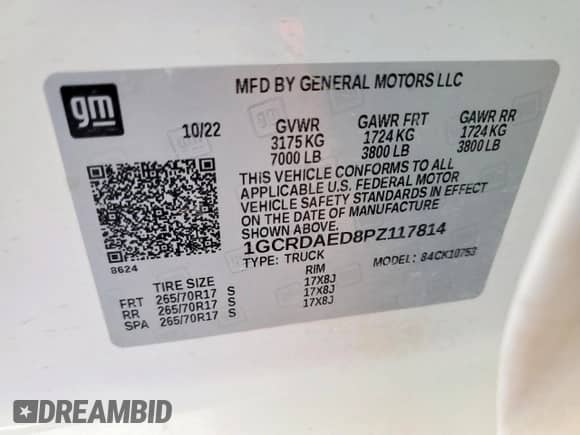 gm
MFD BY GENERAL MOTORS LLC
10/22 GVWR GAWR FRT GAWR RR
3175 KG 1724 KG 1724 KG
7000 LB 3800 LB 3800 LB
THIS VEHICLE CONFORMS TO ALL
APPLICABLE U.S. FEDERAL MOTOR
VEHICLE SAFETY STANDARDS IN EFFECT
ON THE DATE OF MANUFACTURE
SHOWN ABOVE.
1GCRDAED8PZ117814
8624
TYPE: TRUCK MODEL: 84CK10753
TIRE SIZE RIM
FRT 265/70R17 S 17X8J
RR 265/70R17 S 17X8J
SPA 265/70R17 S 17X8J
DREAMBID